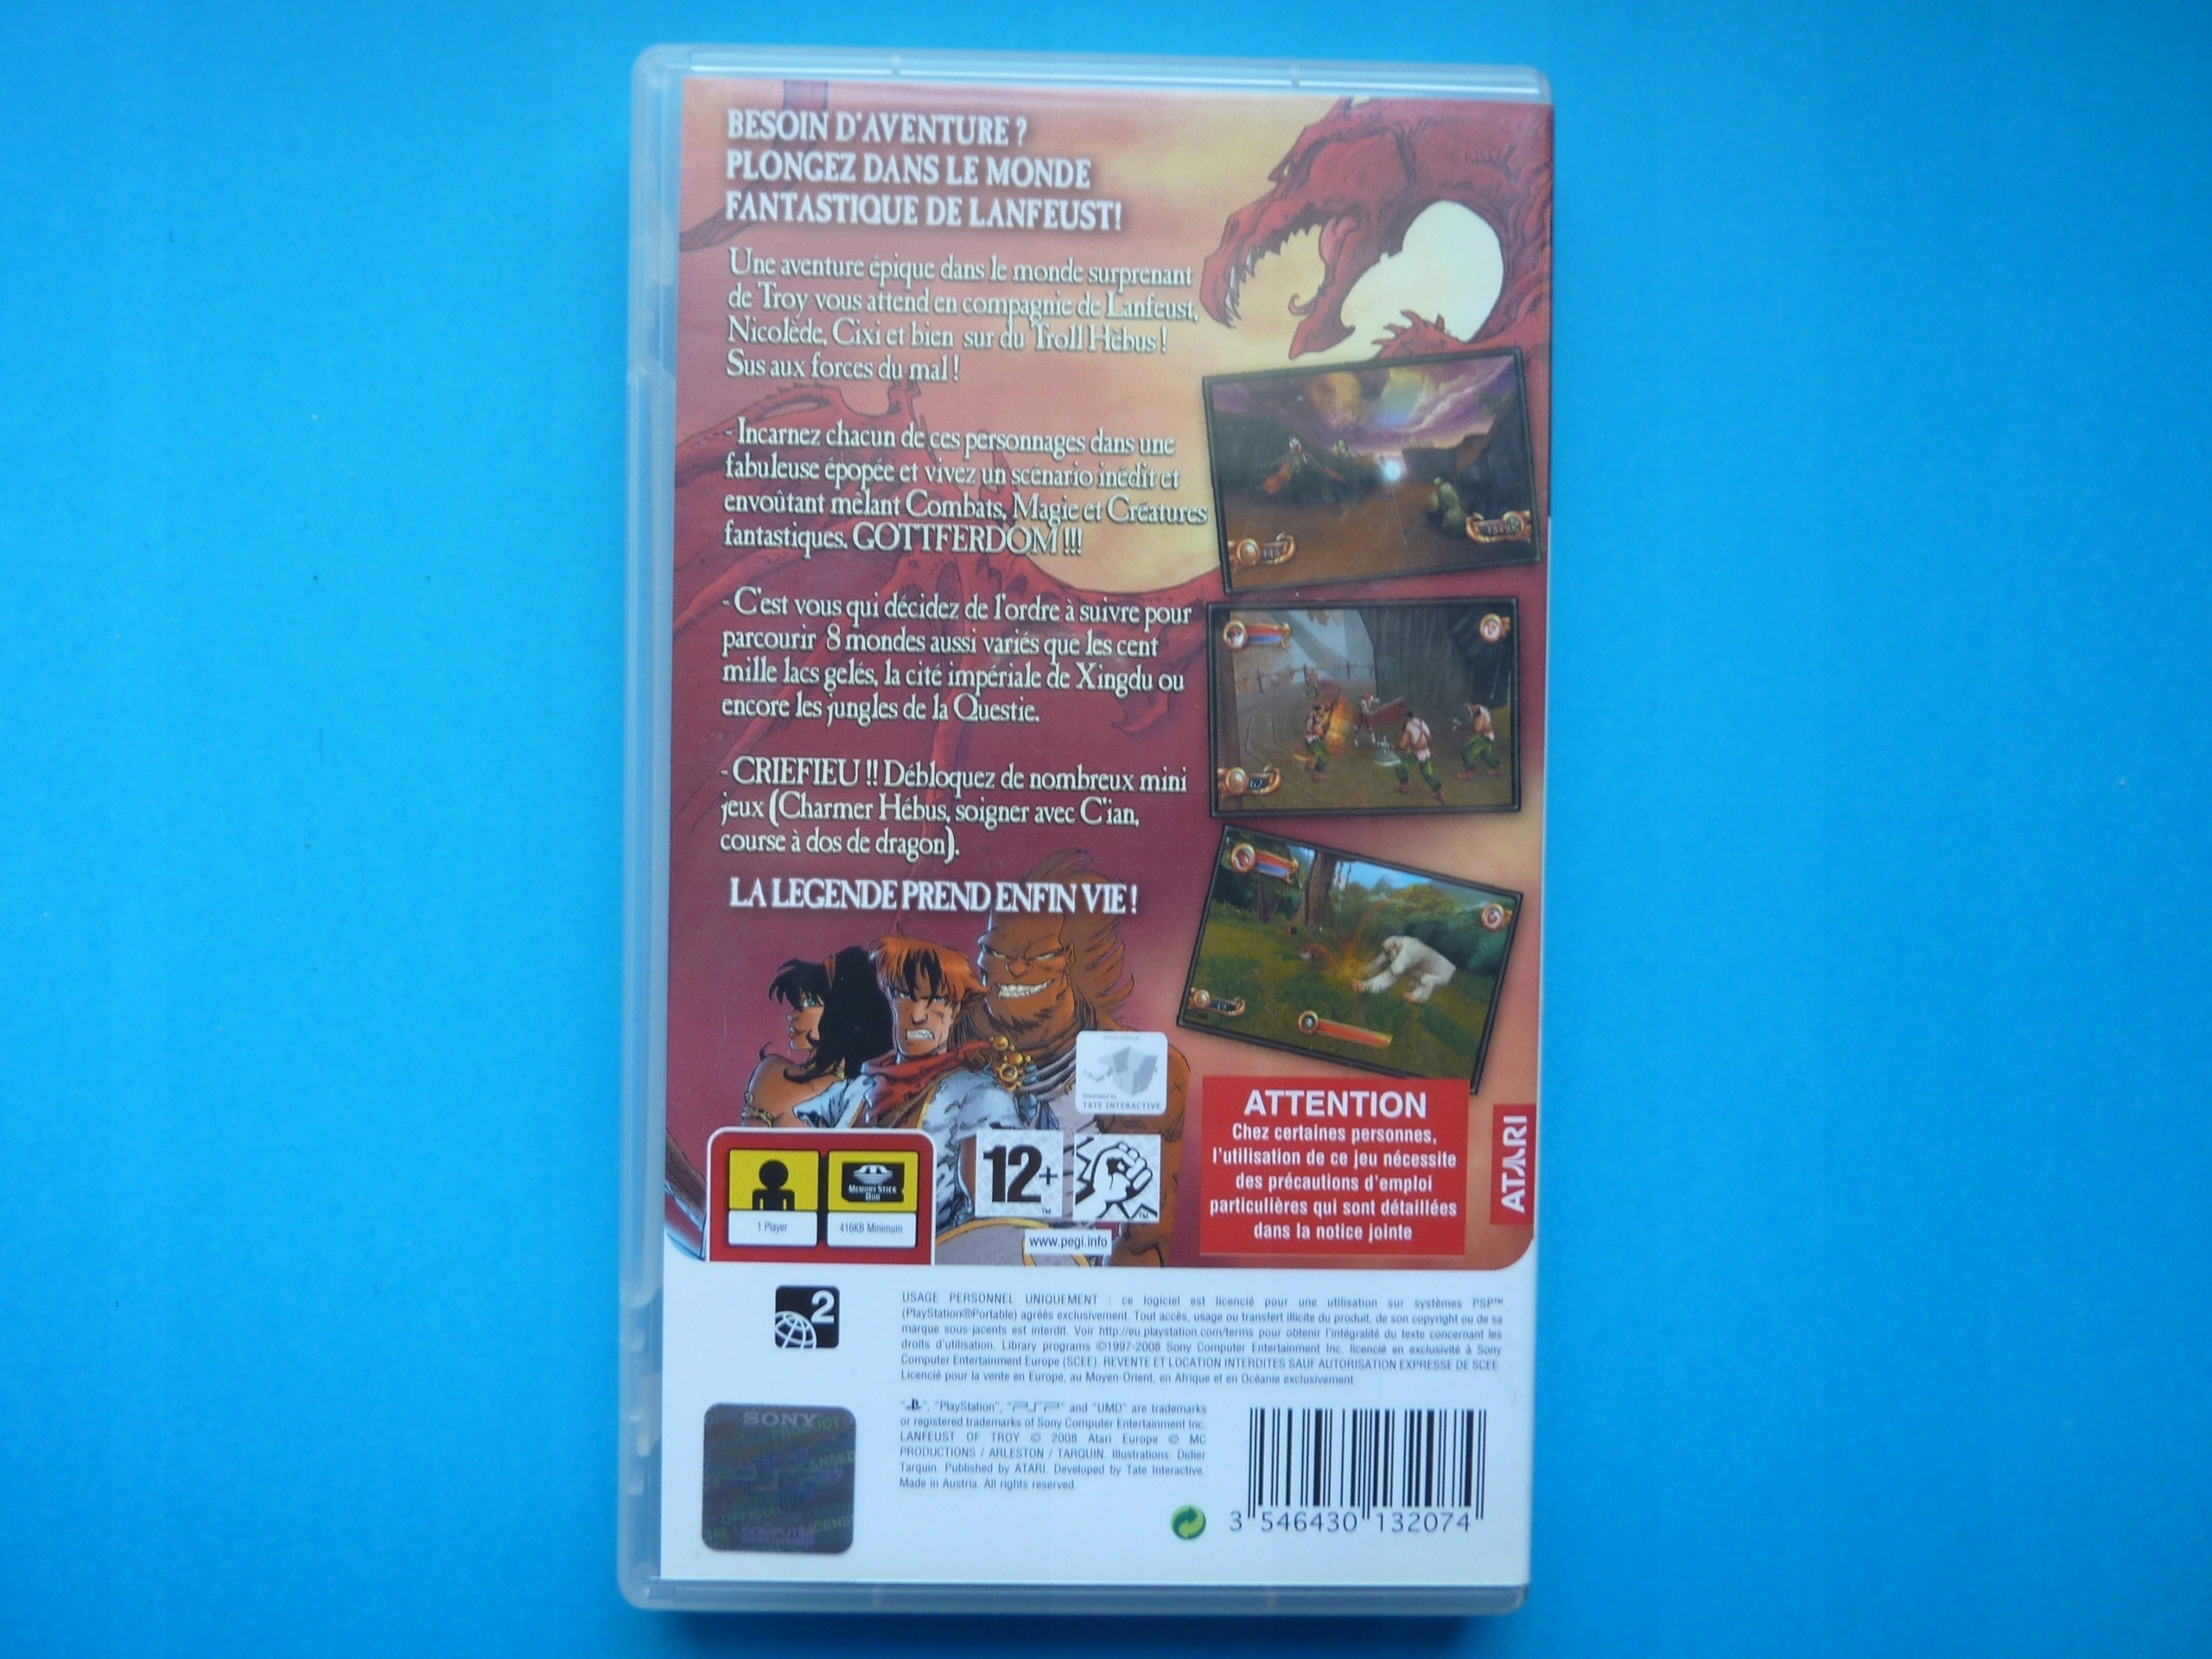 BESOIN D'AVENTURE ?
PLONGEZ DANS LE MONDE
FANTASTIQUE DE LANFEUST!
Une aventure épique dans le monde surprenant
de Troy vous attend en compagnie de Lanfeust,
Nicolède, Cixi et bien sur du Troll Hébus !
Sus aux forces du mal !
- Incarnez chacun de ces personnages dans une
fabuleuse épopée et vivez un scénario inédit et
envoûtant mêlant Combats, Magie et Créatures
fantastiques. GOTTFERDOM !!!
- C'est vous qui décidez de l'ordre à suivre pour
parcourir 8 mondes aussi variés que les cent
mille lacs gelés, la cité impériale de Xingdu ou
encore les jungles de la Questie.
- CRIEFIEU !! Débloquez de nombreux mini
jeux (Charmer Hébus, soigner avec C'ian,
course à dos de dragon).
LA LEGENDE PREND ENFIN VIE !
Developed by
TATE INTERACTIVE
ATTENTION
Chez certaines personnes,
l'utilisation de ce jeu nécessite
des précautions d'emploi
particulières qui sont détaillées
dans la notice jointe
ATARI
MEMORY STICK
DUO
1 Player
416KB Minimum
12+
™
™
www.pegi.info
2
USAGE PERSONNEL UNIQUEMENT : ce logiciel est licencié pour une utilisation sur systèmes PSP™
(PlayStation®Portable) agréés exclusivement. Tout accès, usage ou transfert illicite du produit, de son copyright ou de sa
marque sous-jacents est interdit. Voir http://eu.playstation.com/terms pour obtenir l'intégralité du texte concernant les
droits d'utilisation. Library programs ©1997-2008 Sony Computer Entertainment Inc. licencié en exclusivité à Sony
Computer Entertainment Europe (SCEE). REVENTE ET LOCATION INTERDITES SAUF AUTORISATION EXPRESSE DE SCEE.
Licencié pour la vente en Europe, au Moyen-Orient, en Afrique et en Océanie exclusivement.
"", "PlayStation", "PSP" and "UMD" are trademarks
or registered trademarks of Sony Computer Entertainment Inc.
LANFEUST OF TROY © 2008 Atari Europe © MC
PRODUCTIONS / ARLESTON / TARQUIN. Illustrations: Didier
Tarquin. Published by ATARI. Developed by Tate Interactive.
Made in Austria. All rights reserved.
SONY
OFFICIAL
3 546430 132074